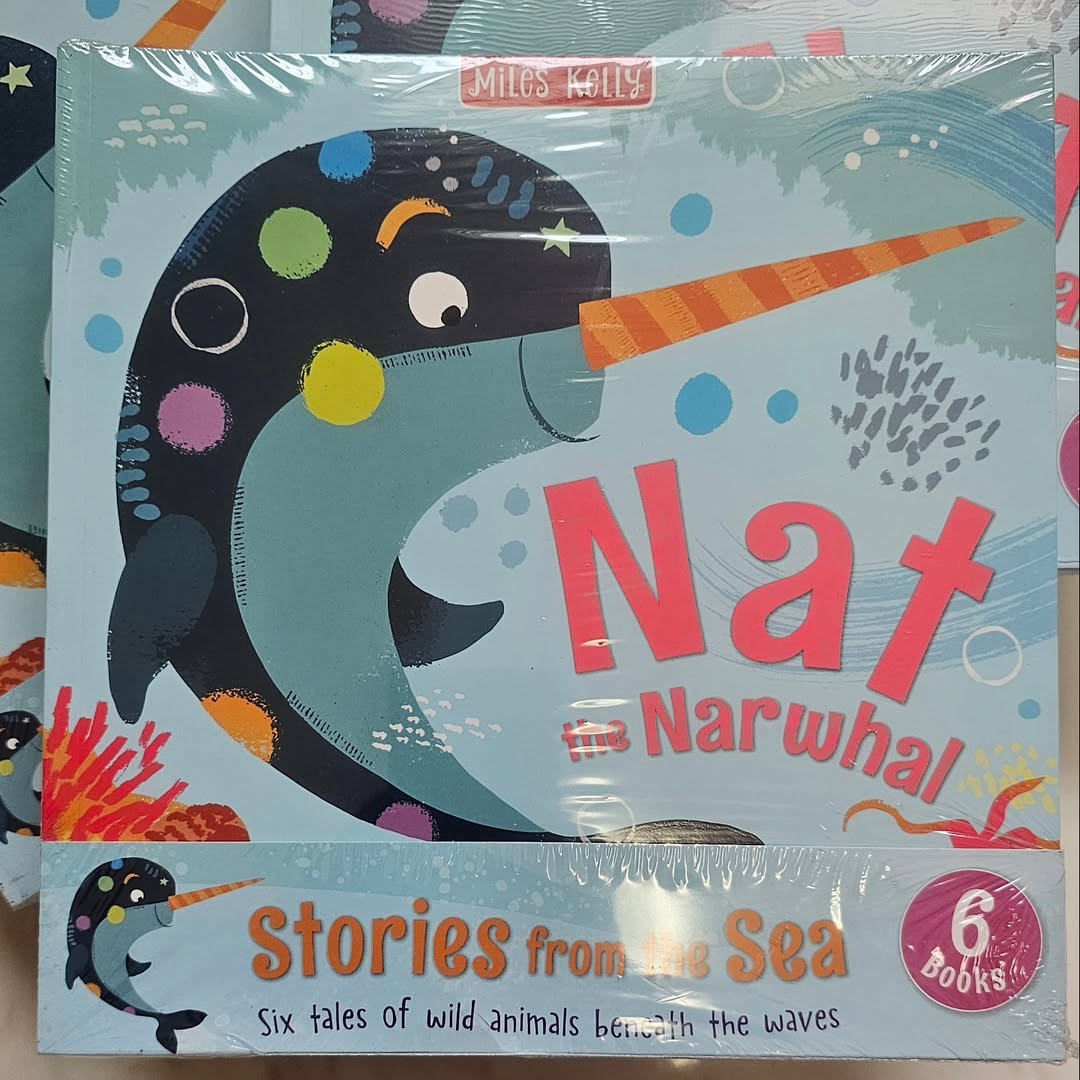 Miles Kelly
Nat
the Narwhal
Stories from the Sea
6
Books
Six tales of wild animals beneath the waves